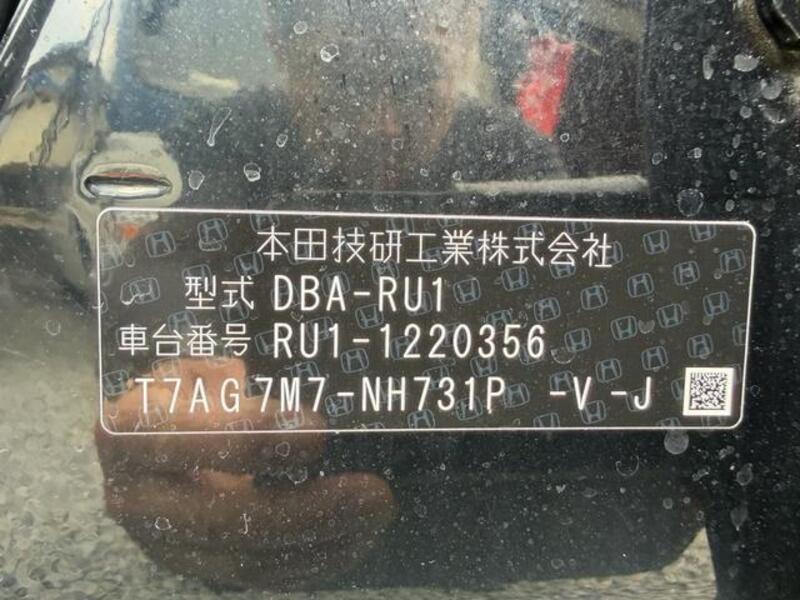 本田技研工業株式会社
型式 DBA-RU1
車台番号 RU1-1220356
T7AG7M7-NH731P -V-J